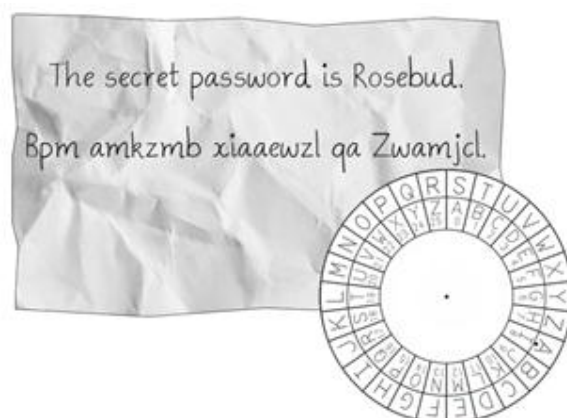 The secret password is Rosebud.
Bpm amkzmb xiaaewzl qa Zwamjcl.
A B C D E F G H I J K L M N O P Q R S T U V W X Y Z
A B C D E F G H I J K L M N O P Q R S T U V W X Y Z